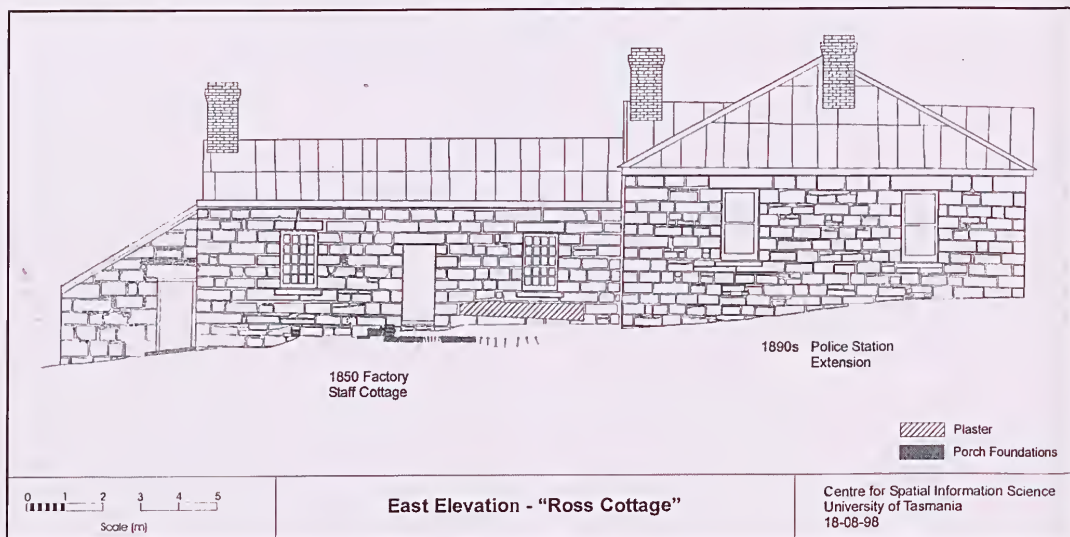 1850 Factory
Staff Cottage
1890s Police Station
Extension
Plaster
Porch Foundations
0 1 2 3 4 5
Scale (m)
East Elevation - "Ross Cottage"
Centre for Spatial Information Science
University of Tasmania
18-08-98